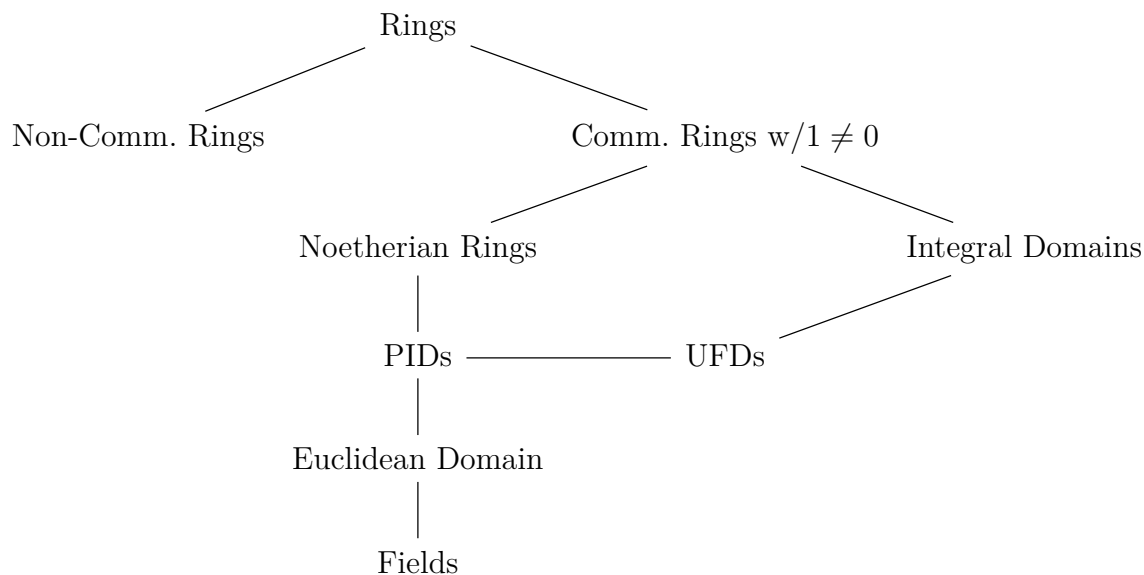 Rings
Non-Comm. Rings
Comm. Rings w/1 ≠ 0
Noetherian Rings
Integral Domains
PIDs
UFDs
Euclidean Domain
Fields